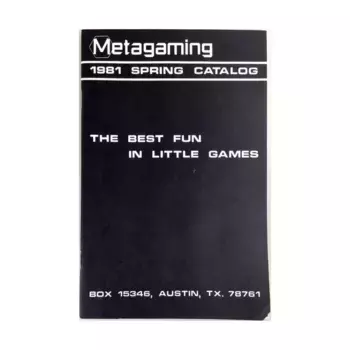 Metagaming
1981 SPRING CATALOG
THE BEST FUN
IN LITTLE GAMES
BOX 15346, AUSTIN, TX. 78761